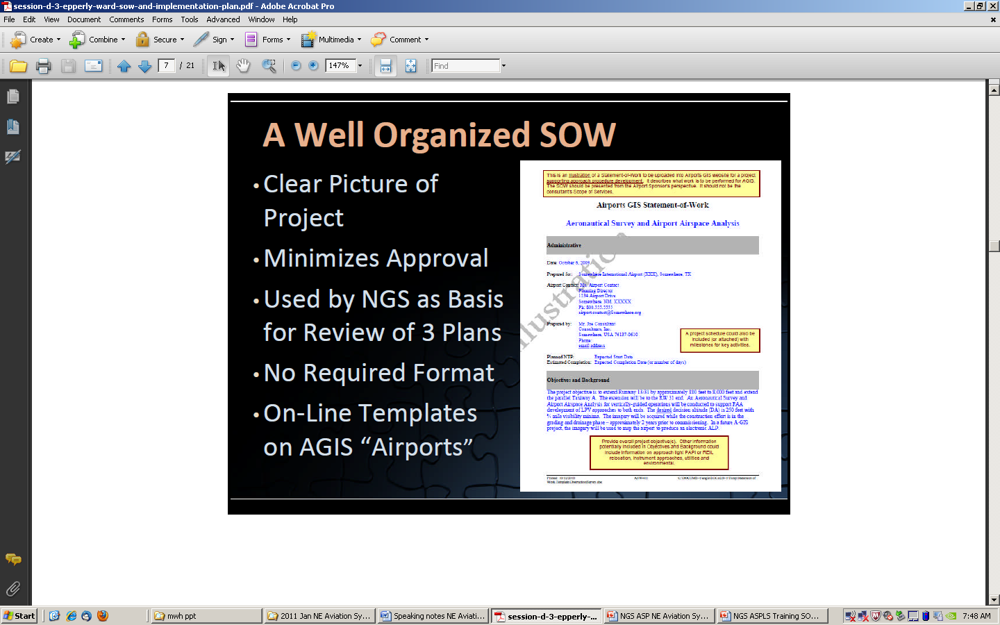 session-d-3-epperly-ward-sow-and-implementation-plan.pdf - Adobe Acrobat Pro
File Edit View Document Comments Forms Tools Advanced Window Help
Create Combine Secure Sign Forms Multimedia Comment
7 / 21 147% Find
A Well Organized SOW
• Clear Picture of
Project
• Minimizes Approval
• Used by NGS as Basis
for Review of 3 Plans
• No Required Format
• On-Line Templates
on AGIS “Airports”
This is an illustration of a Statement-of-Work to be uploaded into Airports GIS website for a project
supporting approach procedure development. It describes what work is to be performed for AGIS.
The SOW should be presented from the Airport Sponsor's perspective. It should not be the
consultant's Scope of Services.
Airports GIS Statement-of-Work
Aeronautical Survey and Airport Airspace Analysis
Illustration
Administrative
Date: October 6, 2009
Prepared for: Somewhere International Airport (XXX), Somewhere, TX
Airport Contact: Ms. Airport Contact
Planning Director
1234 Airport Drive
Somewhere, NM, XXXXX
Ph: 800.555.5555
airport.contact@Somewhere.org
Prepared by: Mr. Joe Consultant
Consultants, Inc.
Somewhere, USA 76137-0610
Phone:
email address
A project schedule could also be
included (or attached) with
milestones for key activities.
Planned NTP: Expected Start Date
Estimated Completion: Expected Completion Date (or number of days)
Objectives and Background
The project objective is to extend Runway 13/31 by approximately 880 feet to 8,000 feet and extend
the parallel Taxiway A. The extension will be to the RW 31 end. An Aeronautical Survey and
Airport Airspace Analysis for vertically-guided operations will be conducted to support FAA
development of LPV approaches to both ends. The desired decision altitude (DA) is 250 feet with
¾ mile visibility minima. The imagery will be acquired while the construction effort is in the
grading and drainage phase – approximately 2 years prior to commissioning. In a future A-GIS
project, the imagery will be used to map the airport to produce an electronic ALP.
Provide overall project objective(s). Other information
potentially included in Objectives and Background could
include information on approach light PAPI or REIL
relocation, instrument approaches, utilities and
environmental.
Start mwh ppt 2011 Jan NE Aviation Sy... Speaking notes NE Aviati... session-d-3-epperly-... NGS ASP NE Aviation Sy... NGS ASPLS Training SO... 7:48 AM